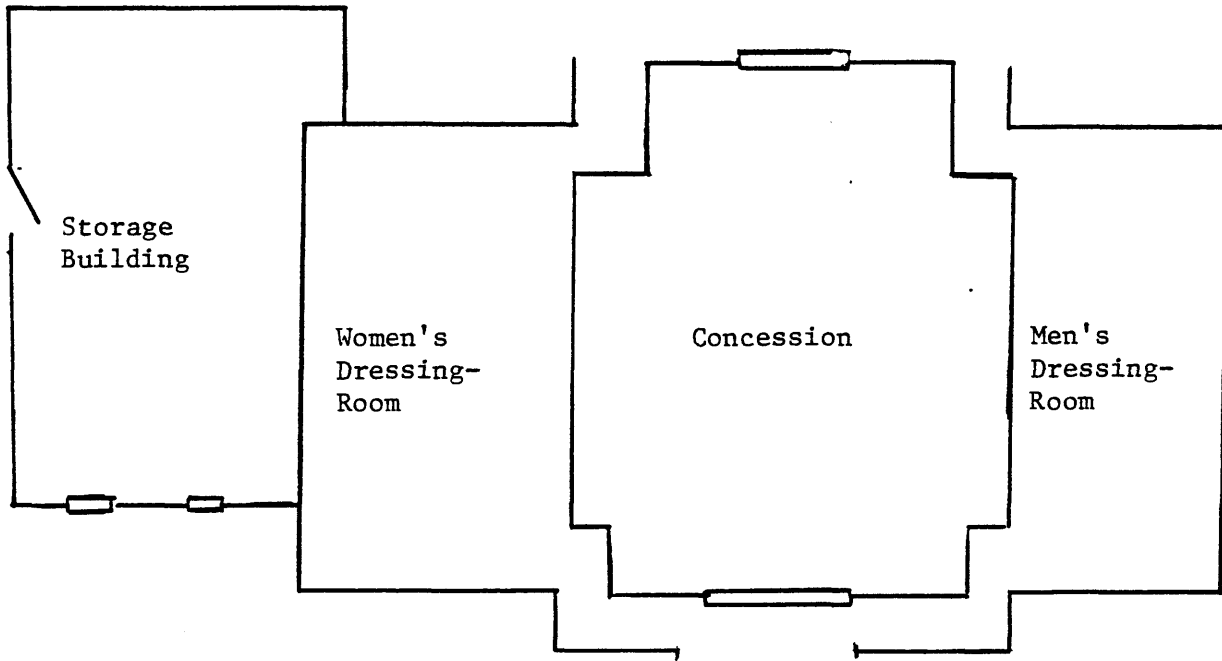 Storage
Building
Women's
Dressing-
Room
Concession
Men's
Dressing-
Room